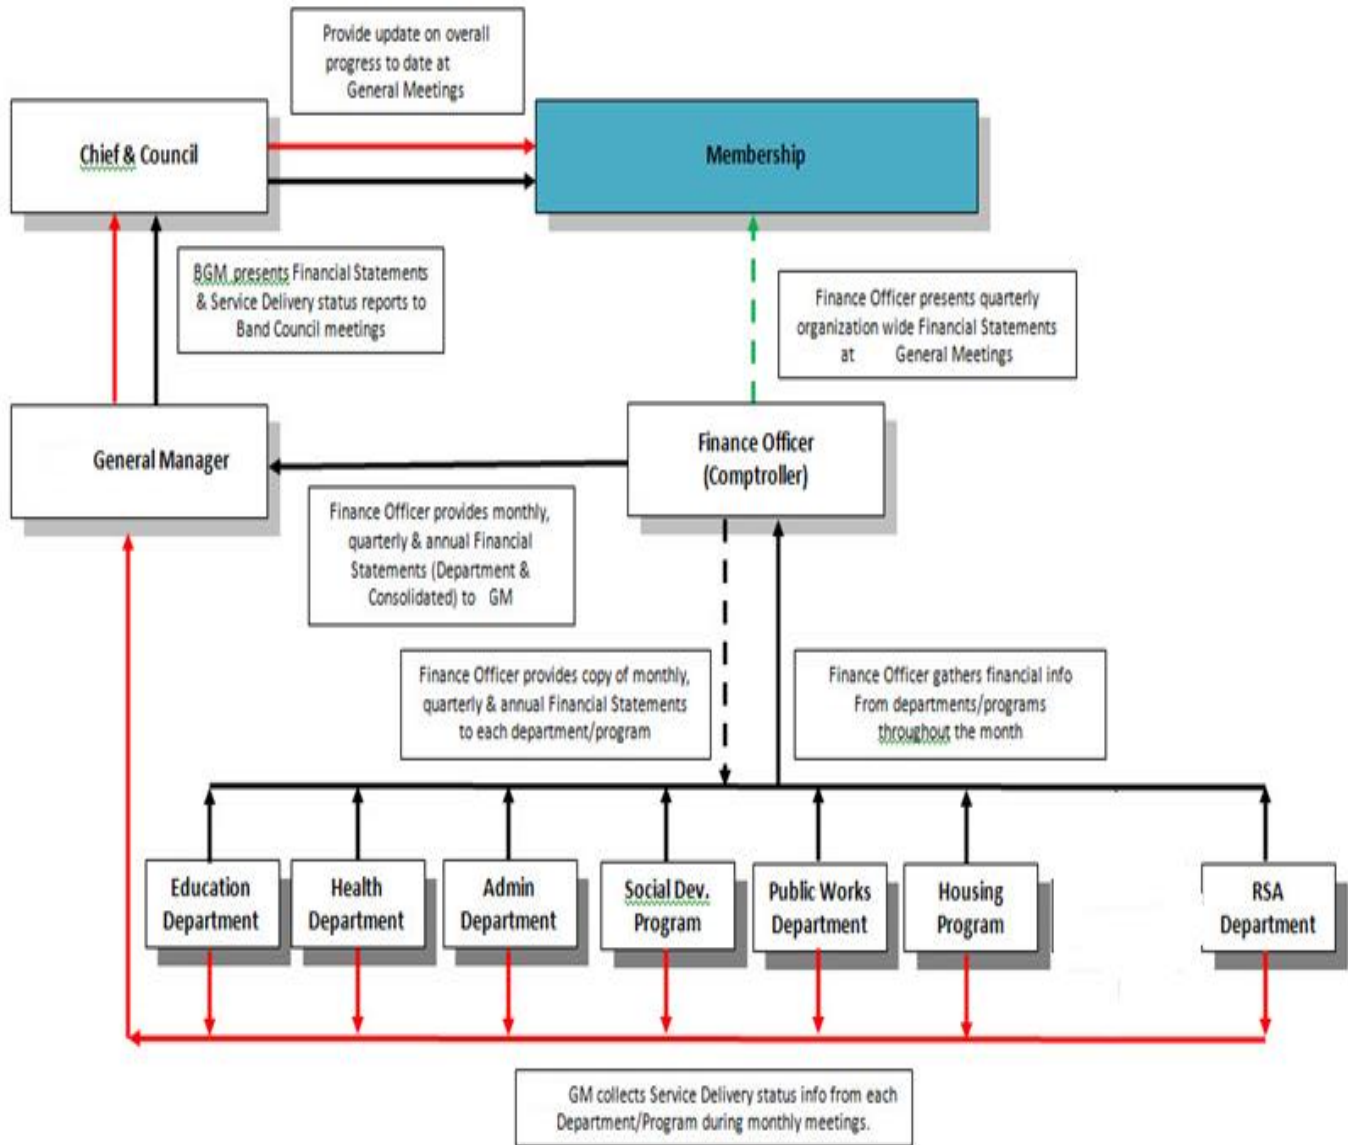 Provide update on overall
progress to date at
General Meetings
Chief & Council
Membership
BGM presents Financial Statements
& Service Delivery status reports to
Band Council meetings
Finance Officer presents quarterly
organization wide Financial Statements
at General Meetings
General Manager
Finance Officer
(Comptroller)
Finance Officer provides monthly,
quarterly & annual Financial
Statements (Department &
Consolidated) to GM
Finance Officer provides copy of monthly,
quarterly & annual Financial Statements
to each department/program
Finance Officer gathers financial info
From departments/programs
throughout the month
Education
Department
Health
Department
Admin
Department
Social Dev.
Program
Public Works
Department
Housing
Program
RSA
Department
GM collects Service Delivery status info from each
Department/Program during monthly meetings.